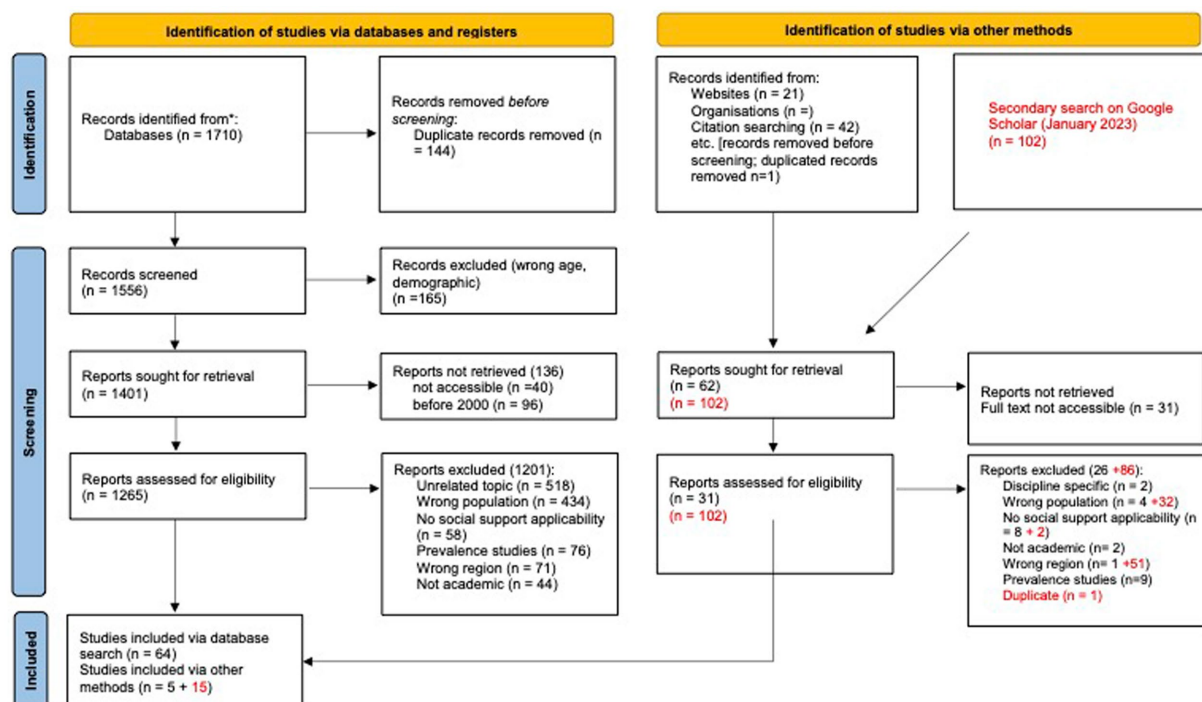 Identification of studies via databases and registers
Identification of studies via other methods
Identification
Records identified from*:
Databases (n = 1710)
Records removed before
screening:
Duplicate records removed (n
= 144)
Records identified from:
Websites (n = 21)
Organisations (n =)
Citation searching (n = 42)
etc. [records removed before
screening; duplicated records
removed n=1)
Secondary search on Google
Scholar (January 2023)
(n = 102)
Screening
Records screened
(n = 1556)
Records excluded (wrong age,
demographic)
(n =165)
Reports sought for retrieval
(n = 1401)
Reports not retrieved (136)
not accessible (n =40)
before 2000 (n = 96)
Reports sought for retrieval
(n = 62)
(n = 102)
Reports not retrieved
Full text not accessible (n = 31)
Reports assessed for eligibility
(n = 1265)
Reports excluded (1201):
Unrelated topic (n = 518)
Wrong population (n = 434)
No social support applicability
(n = 58)
Prevalence studies (n = 76)
Wrong region (n = 71)
Not academic (n = 44)
Reports assessed for eligibility
(n = 31)
(n = 102)
Reports excluded (26 +86):
Discipline specific (n = 2)
Wrong population (n = 4 +32)
No social support applicability (n
= 8 + 2)
Not academic (n= 2)
Wrong region (n= 1 +51)
Prevalence studies (n=9)
Duplicate (n = 1)
Included
Studies included via database
search (n = 64)
Studies included via other
methods (n = 5 + 15)